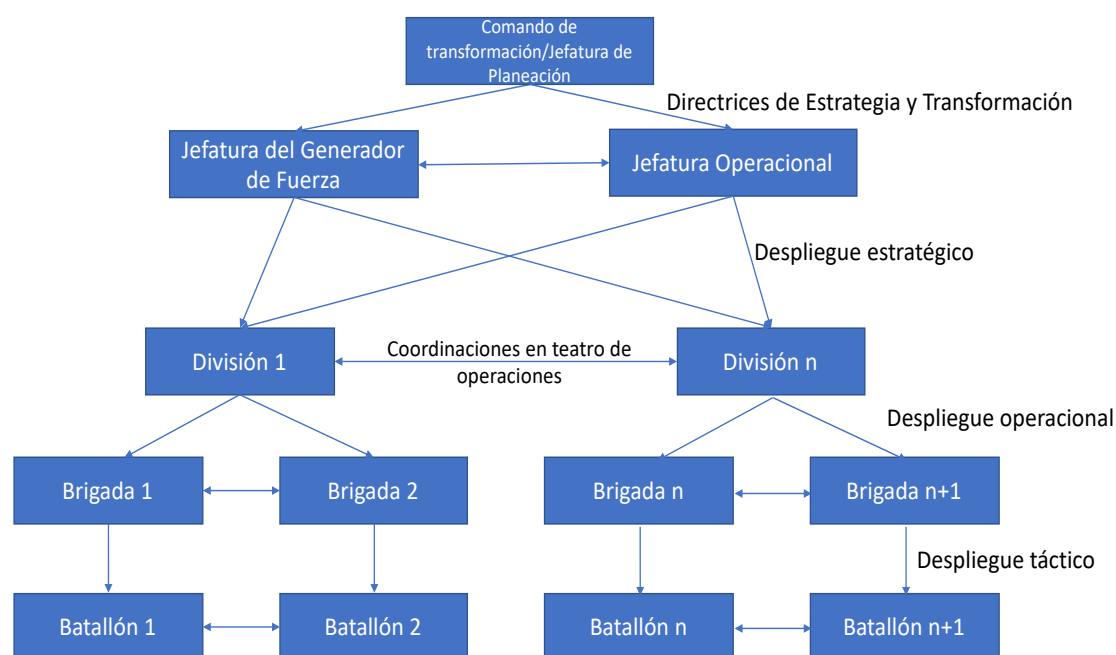 Comando de
transformación/Jefatura de
Planeación
Directrices de Estrategia y Transformación
Jefatura del Generador
de Fuerza
Jefatura Operacional
Despliegue estratégico
División 1
Coordinaciones en teatro de
operaciones
División n
Despliegue operacional
Brigada 1
Brigada 2
Brigada n
Brigada n+1
Despliegue táctico
Batallón 1
Batallón 2
Batallón n
Batallón n+1